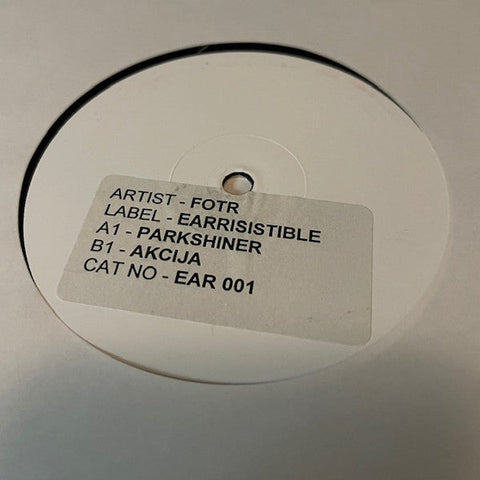 ARTIST - FOTR
LABEL - EARRISISTIBLE
A1 - PARKSHINER
B1 - AKCIJA
CAT NO - EAR 001